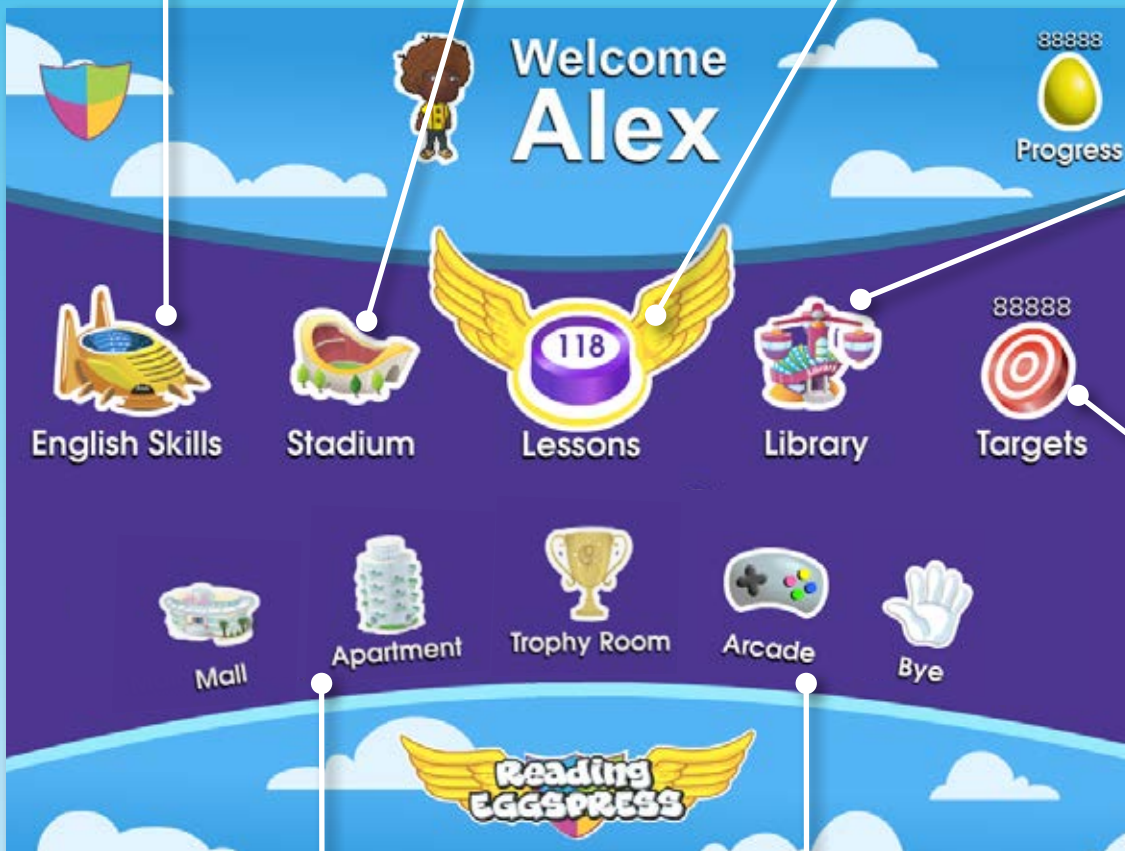 Welcome
Alex
88888
Progress
English Skills
Stadium
118
Lessons
Library
Library
88888
Targets
Mall
Apartment
Trophy Room
Arcade
Bye
Reading
EGGSPRESS